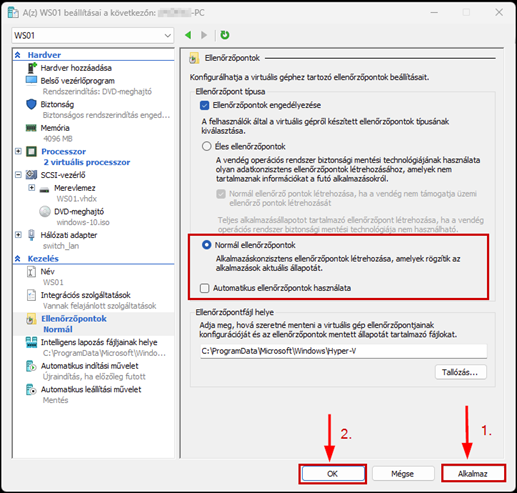 A(z) WS01 beállításai a következőn: -PC
WS01
Hardver
Hardver hozzáadása
Belső vezérlőprogram
Rendszerindítás: DVD-meghajtó
Biztonság
Biztonságos rendszerindítás enged...
Memória
4096 MB
Processzor
2 virtuális processzor
SCSI-vezérlő
Merevlemez
WS01.vhdx
DVD-meghajtó
windows-10.iso
Hálózati adapter
switch_lan
Kezelés
Név
WS01
Integrációs szolgáltatások
Vannak felajánlott szolgáltatások
Ellenőrzőpontok
Normál
Intelligens lapozás fájljainak helye
C:\ProgramData\Microsoft\Windo...
Automatikus indítási művelet
Újraindítás, ha előzőleg futott
Automatikus leállítási művelet
Mentés
Ellenőrzőpontok
Konfigurálhatja a virtuális géphez tartozó ellenőrzőpontok beállításait.
Ellenőrzőpont típusa
Ellenőrzőpontok engedélyezése
A felhasználók által a virtuális gépről készített ellenőrzőpontok típusának
kiválasztása.
Éles ellenőrzőpontok
A vendég operációs rendszer biztonsági mentési technológiájának használata
olyan adatkonzisztens ellenőrzőpontok létrehozásához, amelyek nem
tartalmaznak információkat a futó alkalmazásokról.
Normál ellenőrző pontok létrehozása, ha a vendég nem támogatja üzemi
ellenőrző pontok létrehozását
Teljes alkalmazásállapotot tartalmazó ellenőrzőpont létrehozása, ha a vendég
operációs rendszer biztonsági mentési technológiája nem használható.
Normál ellenőrzőpontok
Alkalmazáskonzisztens ellenőrzőpontok létrehozása, amelyek rögzítik az
alkalmazások aktuális állapotát.
Automatikus ellenőrzőpontok használata
Ellenőrzőpontfájl helye
Adja meg, hová szeretné menteni a virtuális gép ellenőrzőpontjainak
konfigurációját és az ellenőrzőpontok mentett állapotát tartalmazó fájlokat.
C:\ProgramData\Microsoft\Windows\Hyper-V
Tallózás...
2.
1.
OK
Mégse
Alkalmaz